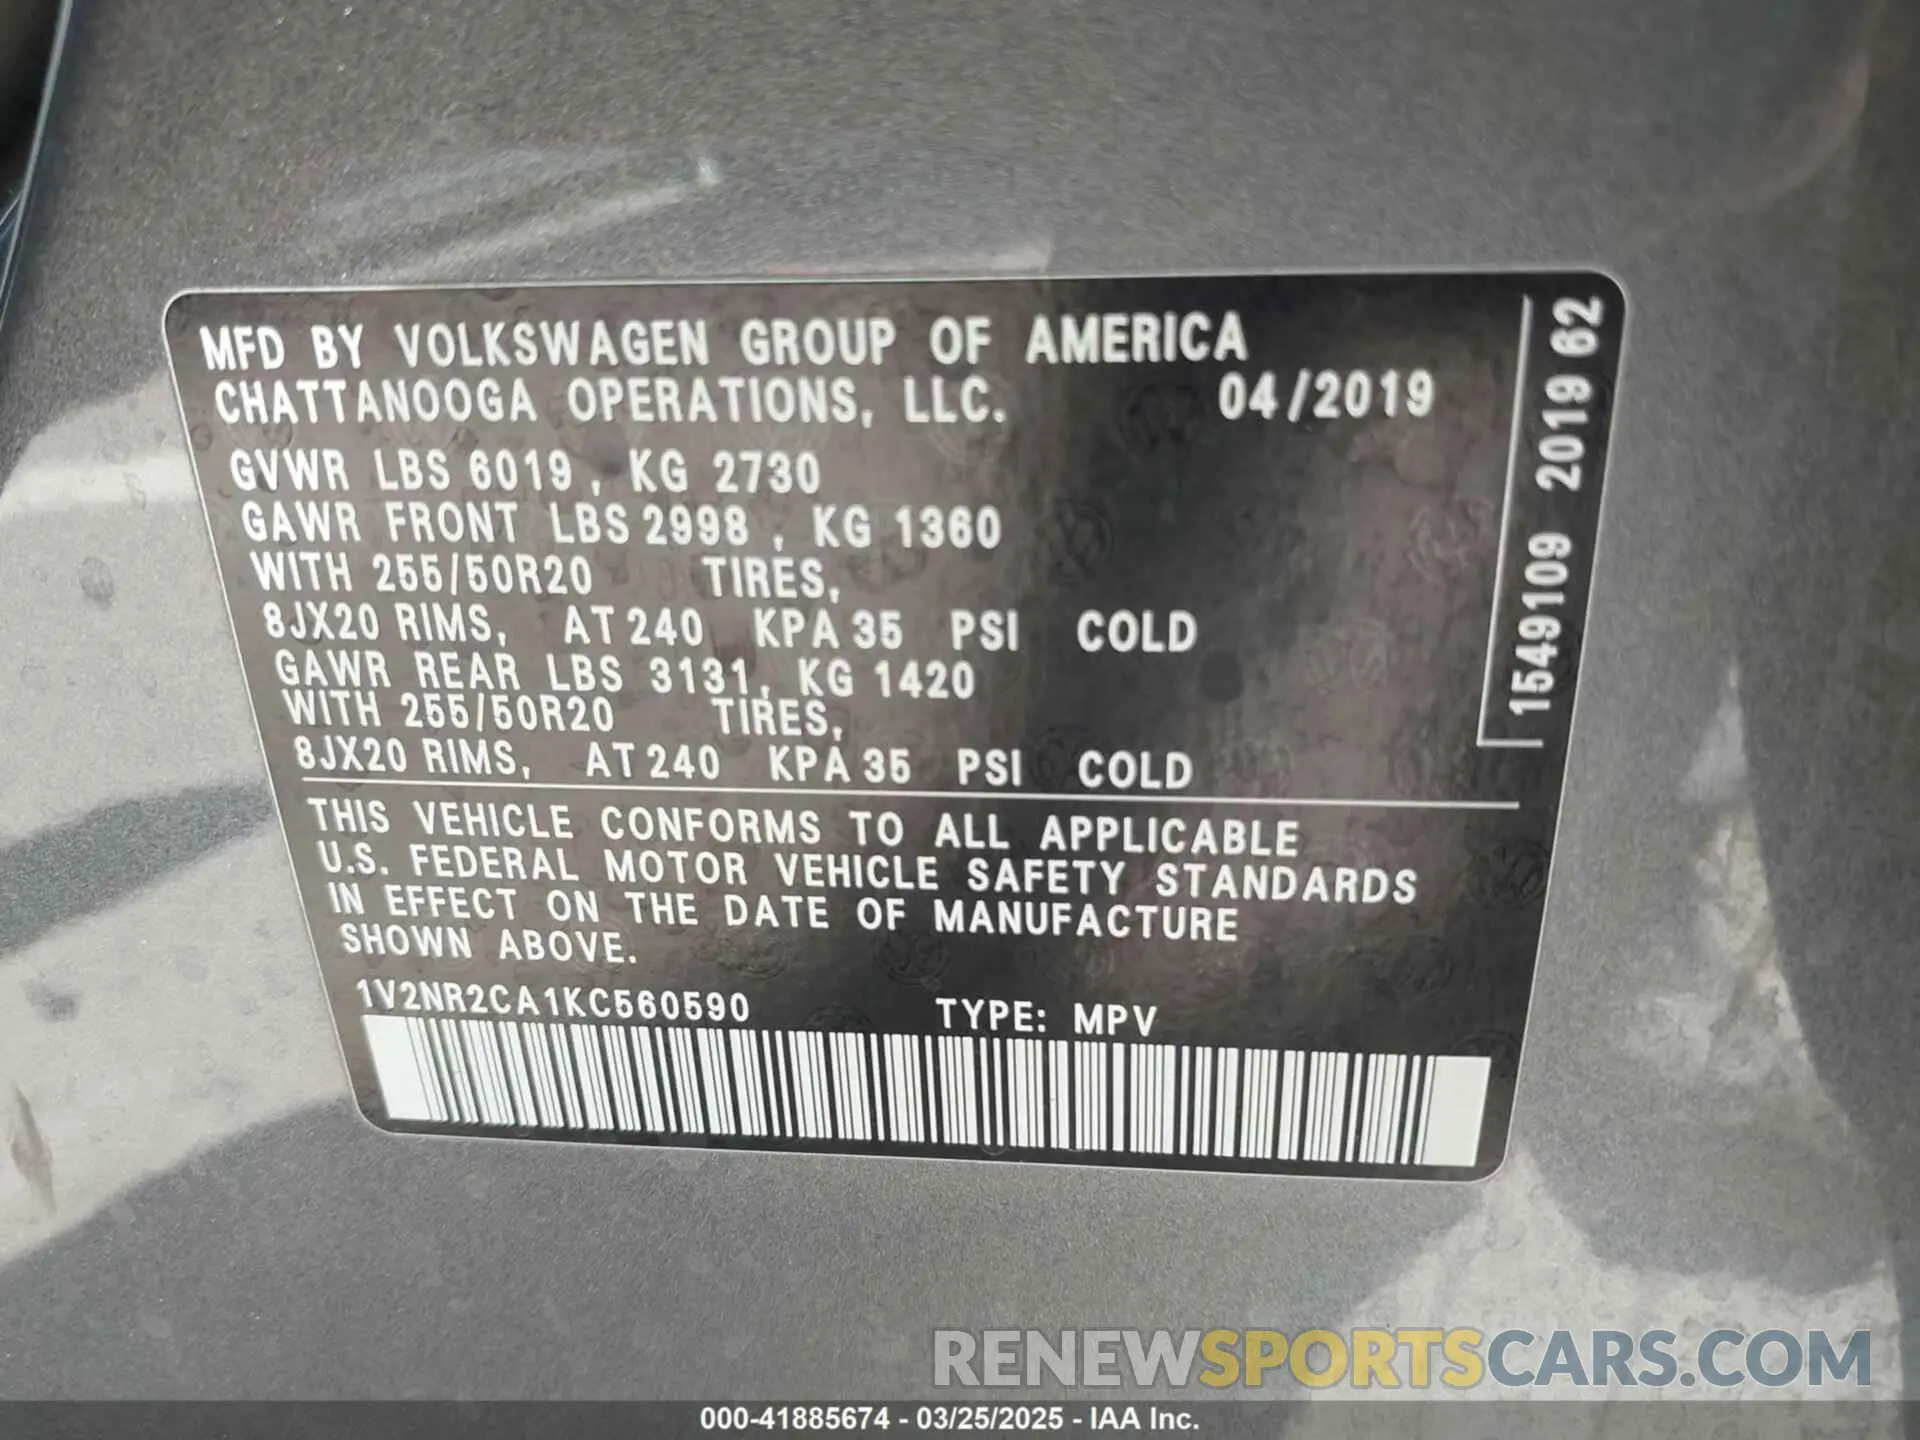 MFD BY VOLKSWAGEN GROUP OF AMERICA
CHATTANOOGA OPERATIONS, LLC. 04/2019
GVWR LBS 6019, KG 2730
GAWR FRONT LBS 2998, KG 1360
WITH 255/50R20 TIRES,
8JX20 RIMS, AT 240 KPA 35 PSI COLD
GAWR REAR LBS 3131, KG 1420
WITH 255/50R20 TIRES,
8JX20 RIMS, AT 240 KPA 35 PSI COLD
THIS VEHICLE CONFORMS TO ALL APPLICABLE
U.S. FEDERAL MOTOR VEHICLE SAFETY STANDARDS
IN EFFECT ON THE DATE OF MANUFACTURE
SHOWN ABOVE.
1V2NR2CA1KC560590 TYPE: MPV
1549109 2019 62
RENEWSPORTSCARS.COM
000-41885674 - 03/25/2025 - IAA Inc.